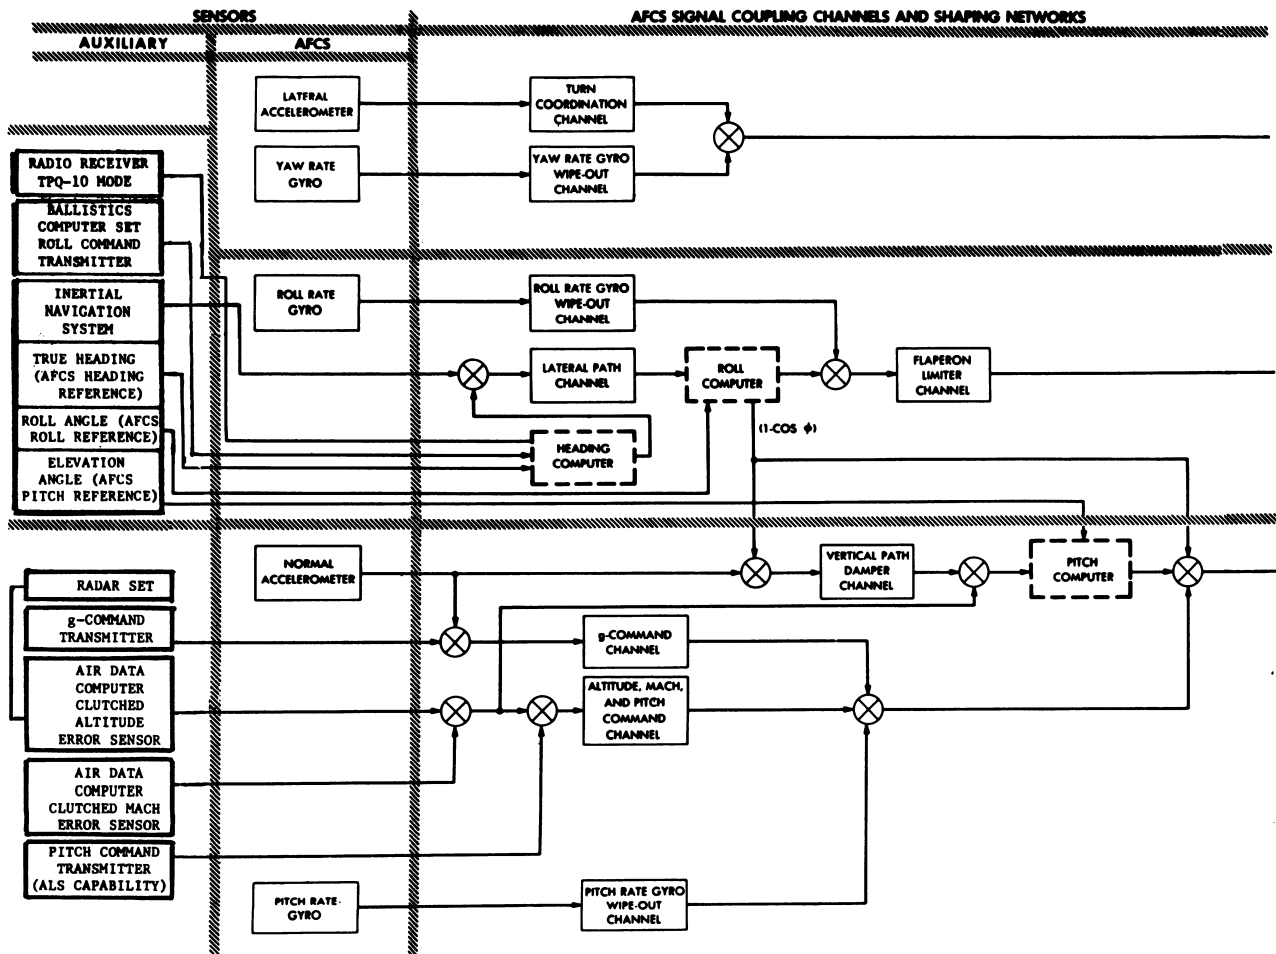 SENSORS
AFCS SIGNAL COUPLING CHANNELS AND SHAPING NETWORKS
AUXILIARY
AFCS
LATERAL
ACCELEROMETER
TURN
COORDINATION
CHANNEL
RADIO RECEIVER
TPQ-10 MODE
YAW RATE
GYRO
YAW RATE GYRO
WIPE-OUT
CHANNEL
BALLISTICS
COMPUTER SET
ROLL COMMAND
TRANSMITTER
INERTIAL
NAVIGATION
SYSTEM
ROLL RATE
GYRO
ROLL RATE GYRO
WIPE-OUT
CHANNEL
TRUE HEADING
(AFCS HEADING
REFERENCE)
LATERAL PATH
CHANNEL
ROLL
COMPUTER
FLAPERON
LIMITER
CHANNEL
ROLL ANGLE (AFCS
ROLL REFERENCE)
HEADING
COMPUTER
(1-COS ϕ)
ELEVATION
ANGLE (AFCS
PITCH REFERENCE)
NORMAL
ACCELEROMETER
VERTICAL PATH
DAMPER
CHANNEL
PITCH
COMPUTER
RADAR SET
g-COMMAND
TRANSMITTER
g-COMMAND
CHANNEL
AIR DATA
COMPUTER
CLUTCHED
ALTITUDE
ERROR SENSOR
ALTITUDE, MACH,
AND PITCH
COMMAND
CHANNEL
AIR DATA
COMPUTER
CLUTCHED MACH
ERROR SENSOR
PITCH COMMAND
TRANSMITTER
(ALS CAPABILITY)
PITCH RATE-
GYRO
PITCH RATE GYRO
WIPE-OUT
CHANNEL